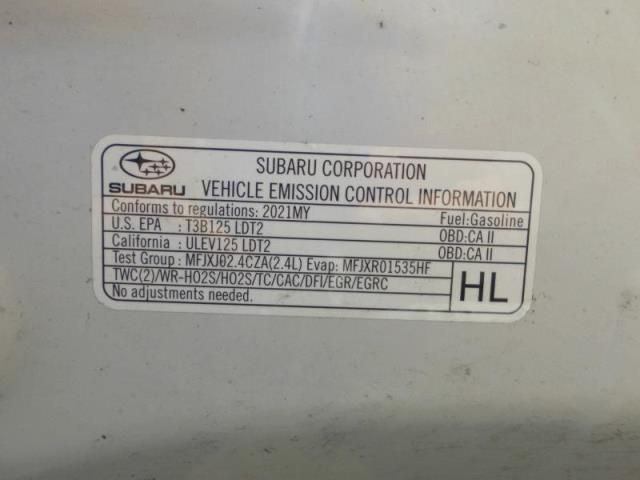 SUBARU
SUBARU CORPORATION
VEHICLE EMISSION CONTROL INFORMATION
Conforms to regulations: 2021MY Fuel:Gasoline
U.S. EPA : T3B125 LDT2 OBD:CA II
California : ULEV125 LDT2 OBD:CA II
Test Group : MFJXJ02.4CZA(2.4L) Evap: MFJXR01535HF
TWC(2)/WR-HO2S/HO2S/TC/CAC/DFI/EGR/EGRC
No adjustments needed.
HL